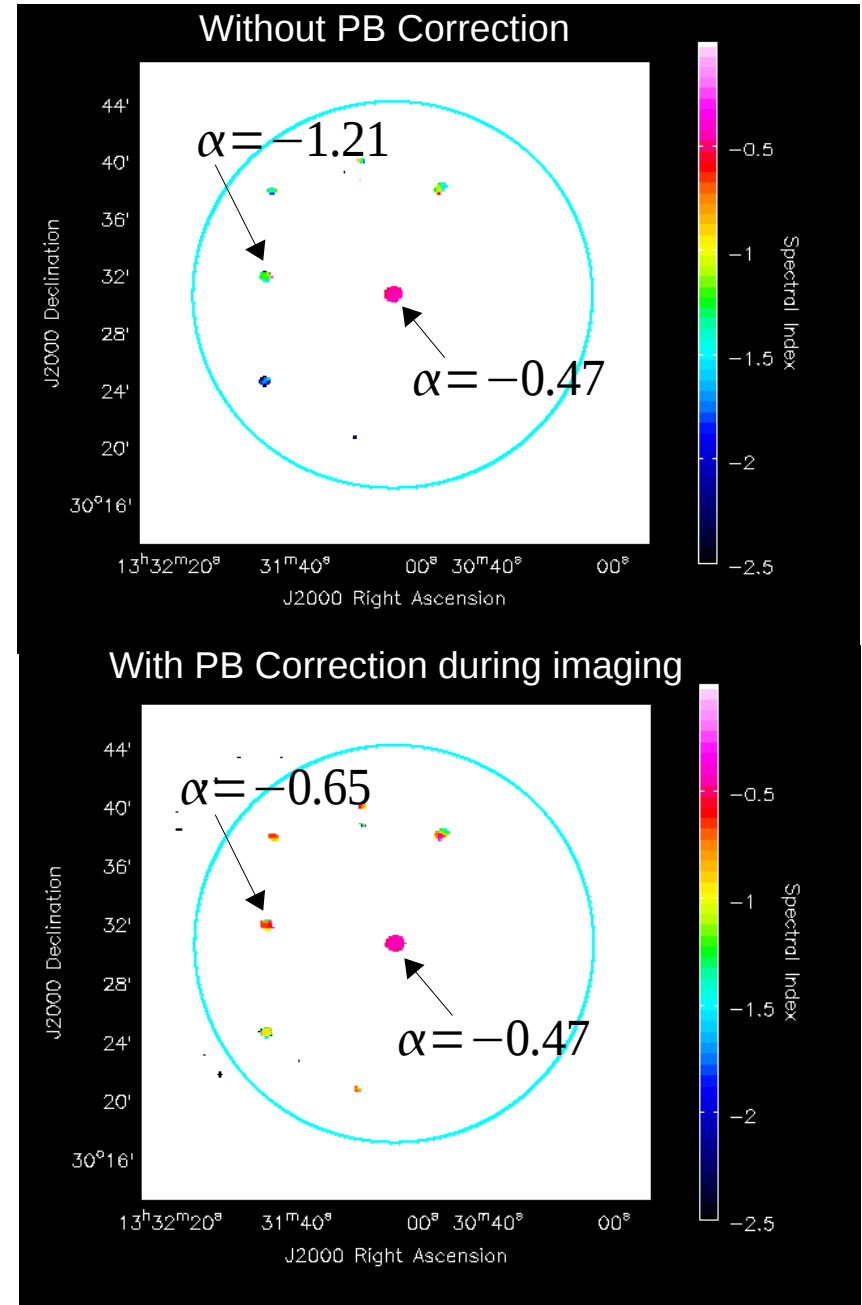 Without PB Correction
44'
40'
36'
32'
28'
24'
20'
30°16'
J2000 Declination
α=−1.21
α=−0.47
13ʰ32ᵐ20ˢ 31ᵐ40ˢ 00ˢ 30ᵐ40ˢ 00ˢ
J2000 Right Ascension
−0.5
−1
−1.5
−2
−2.5
Spectral Index
With PB Correction during imaging
44'
40'
36'
32'
28'
24'
20'
30°16'
J2000 Declination
α=−0.65
α=−0.47
13ʰ32ᵐ20ˢ 31ᵐ40ˢ 00ˢ 30ᵐ40ˢ 00ˢ
J2000 Right Ascension
−0.5
−1
−1.5
−2
−2.5
Spectral Index